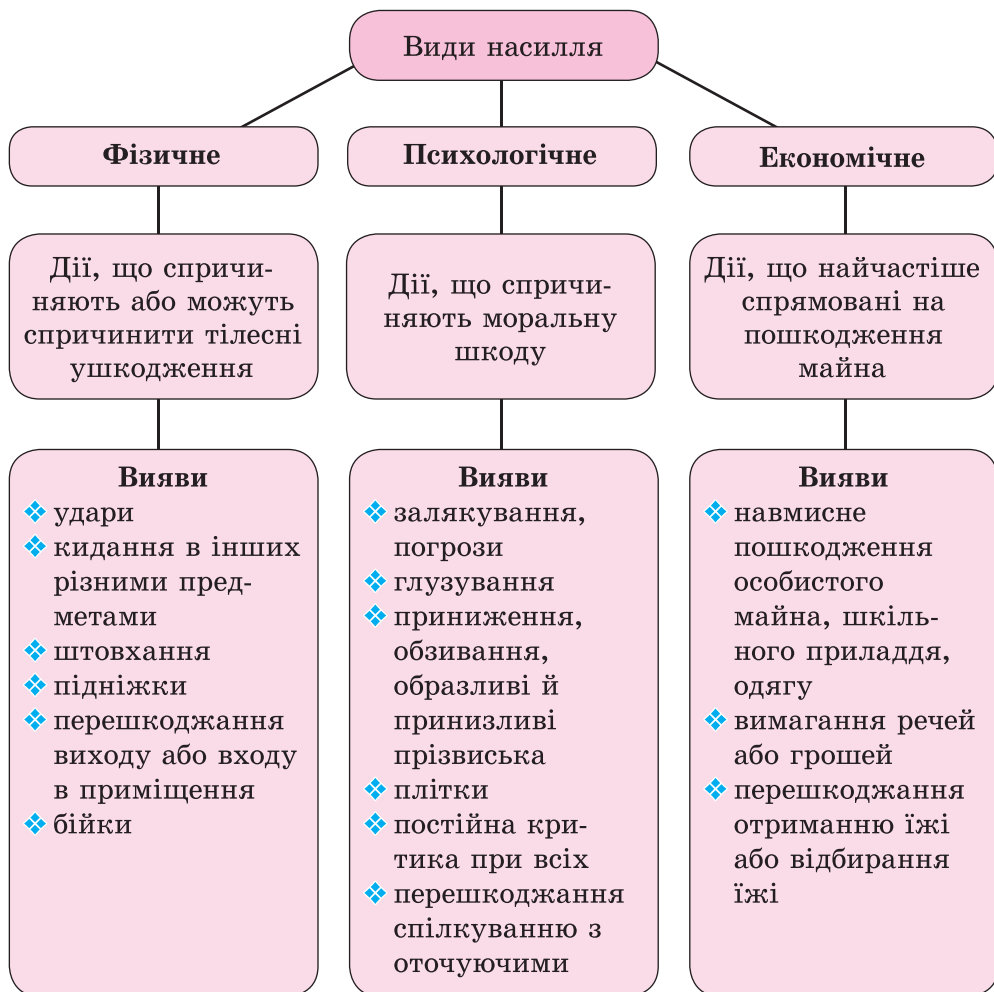 Види насилля
Фізичне
Дії, що спричи-
няють або можуть
спричинити тілесні
ушкодження
Вияви
удари
кидання в інших
різними пред-
метами
штовхання
підніжки
перешкоджання
виходу або входу
в приміщення
бійки
Психологічне
Дії, що спричи-
няють моральну
шкоду
Вияви
залякування,
погрози
глузування
приниження,
обзивання,
образливі й
принизливі
прізвиська
плітки
постійна кри-
тика при всіх
перешкоджання
спілкуванню з
оточуючими
Економічне
Дії, що найчастіше
спрямовані на
пошкодження
майна
Вияви
навмисне
пошкодження
особистого
майна, шкіль-
ного приладдя,
одягу
вимагання речей
або грошей
перешкоджання
отриманню їжі
або відбирання
їжі